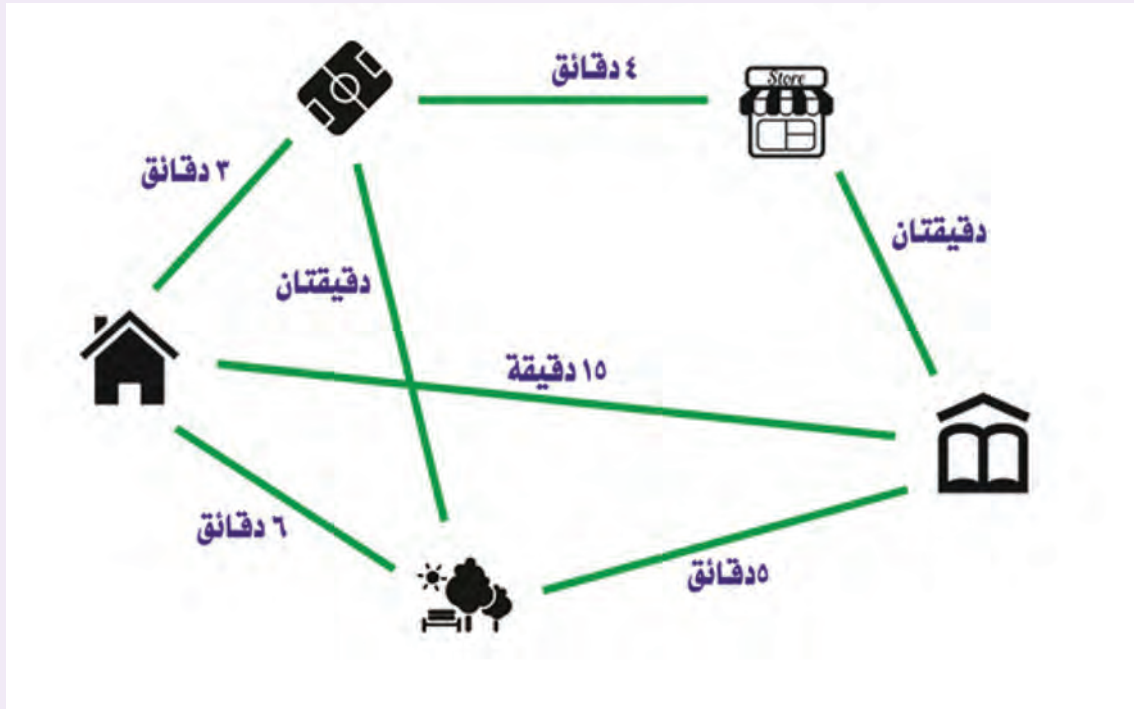 ٤ دقائق
Store
٣ دقائق
دقيقتان
دقيقتان
١٥ دقيقة
٦ دقائق
٥دقائق